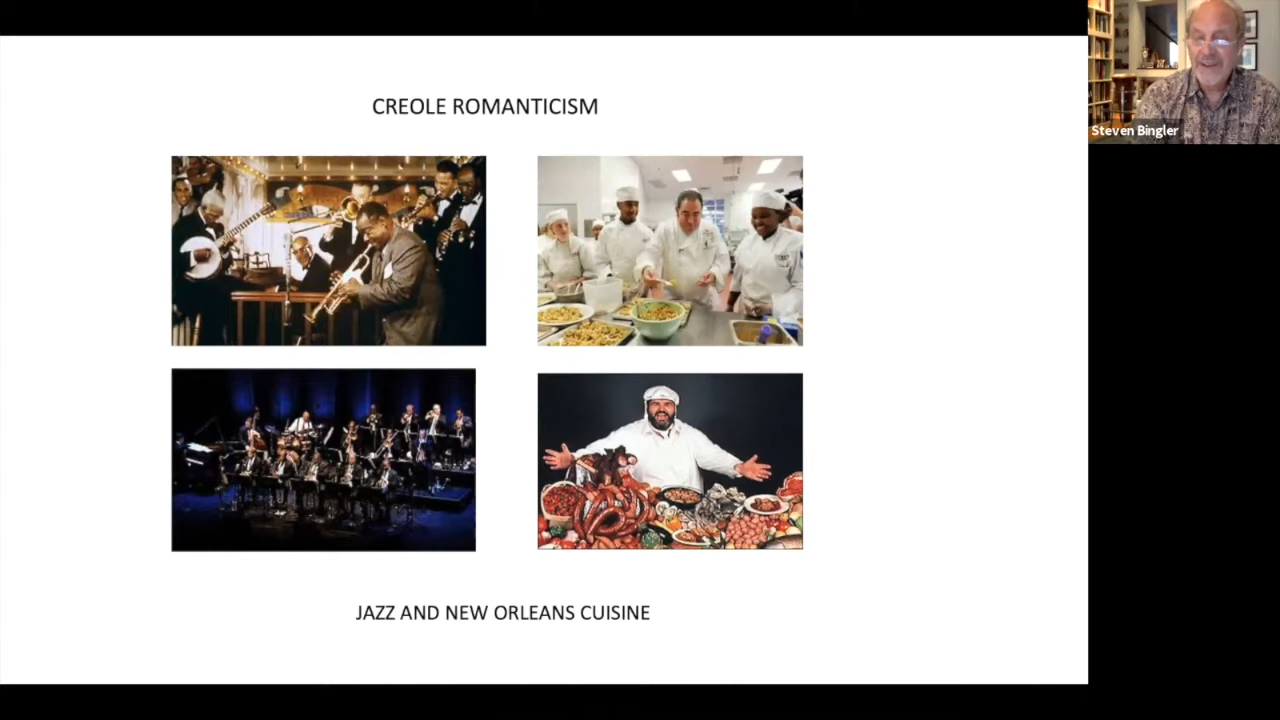 CREOLE ROMANTICISM
Steven Bingler
JAZZ AND NEW ORLEANS CUISINE